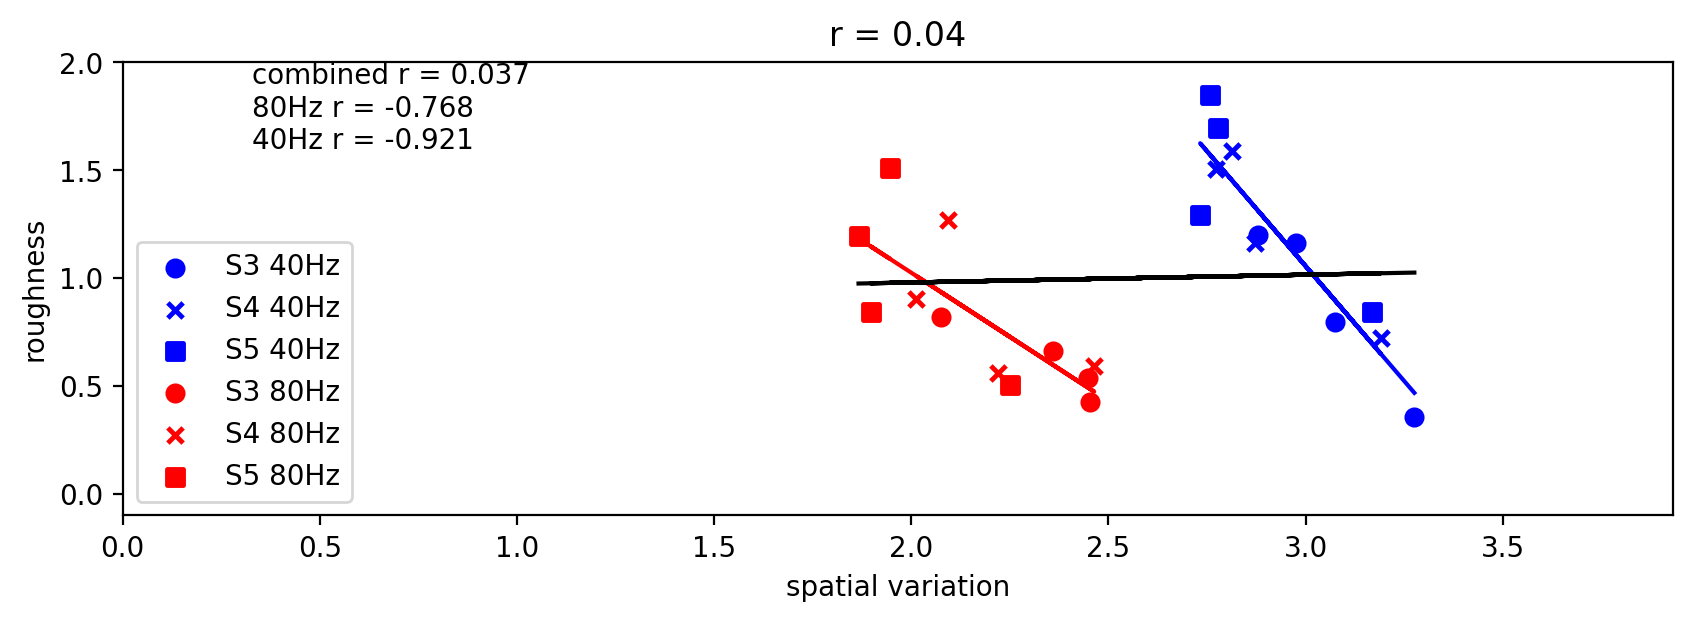 r = 0.04
combined r = 0.037
80Hz r = -0.768
40Hz r = -0.921
2.0
1.5
1.0
0.5
0.0
roughness
S3 40Hz
S4 40Hz
S5 40Hz
S3 80Hz
S4 80Hz
S5 80Hz
0.0 0.5 1.0 1.5 2.0 2.5 3.0 3.5
spatial variation